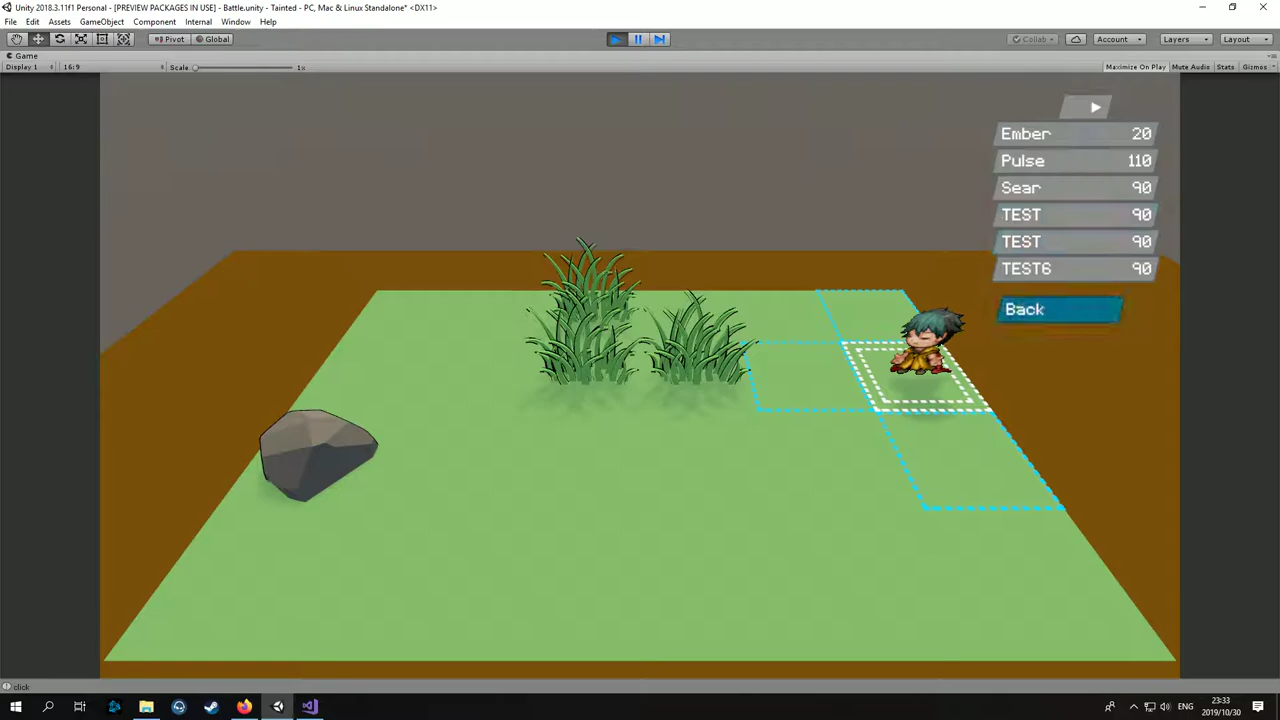 Unity 2018.3.11f1 Personal - [PREVIEW PACKAGES IN USE] - Battle.unity - Tainted - PC, Mac & Linux Standalone* <DX11>
File Edit Assets GameObject Component Internal Window Help
Pivot Global Collab Account Layers Layout
Game
Display 1 16:9 Scale 1x Maximize On Play Mute Audio Stats Gizmos
Ember 20
Pulse 110
Sear 90
TEST 90
TEST 90
TEST6 90
Back
click
23:33
ENG
2019/10/30